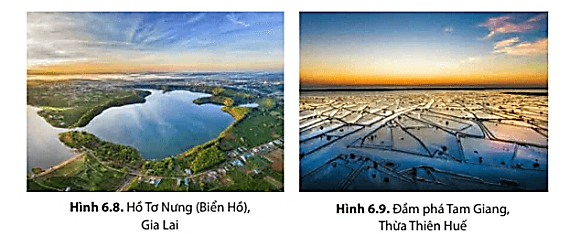 Hình 6.8. Hồ Tơ Nưng (Biển Hồ),
Gia Lai
Hình 6.9. Đầm phá Tam Giang,
Thừa Thiên Huế